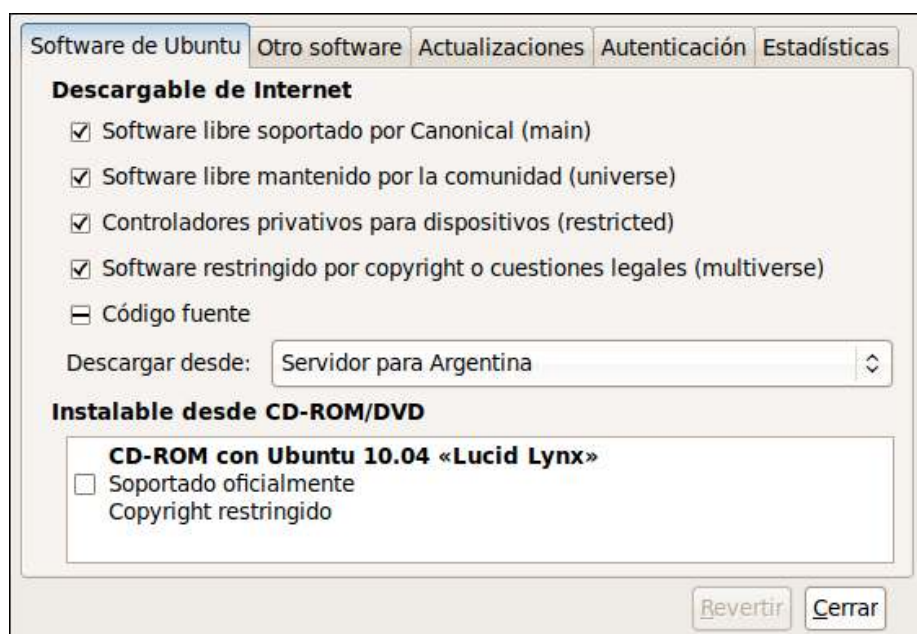 Software de Ubuntu Otro software Actualizaciones Autenticación Estadísticas
Descargable de Internet
Software libre soportado por Canonical (main)
Software libre mantenido por la comunidad (universe)
Controladores privativos para dispositivos (restricted)
Software restringido por copyright o cuestiones legales (multiverse)
Código fuente
Descargar desde: Servidor para Argentina
Instalable desde CD-ROM/DVD
CD-ROM con Ubuntu 10.04 «Lucid Lynx»
Soportado oficialmente
Copyright restringido
Revertir Cerrar